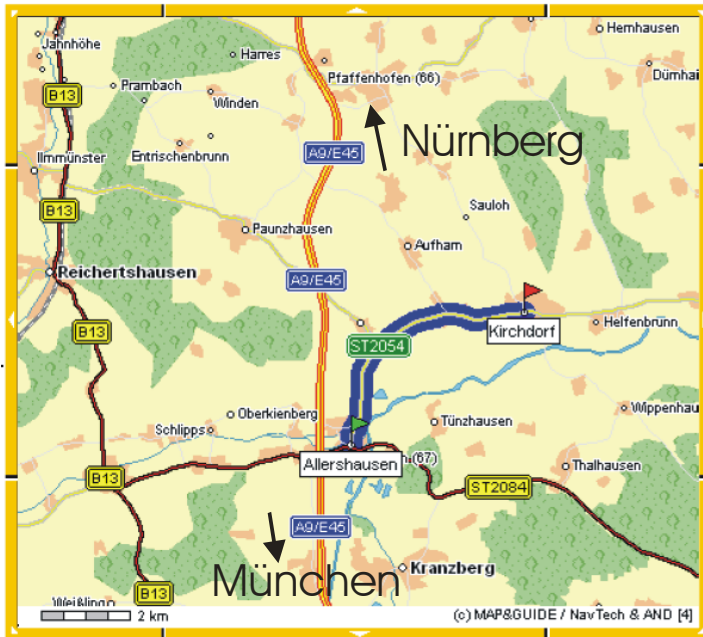 Jahnhöhe
Harres
Hernhausen
Pfaffenhofen (66)
Dürnhai
Prambach
B13
Winden
Nürnberg
A9/E45
Ilmmünster
Entrischenbrunn
B13
Sauloh
Paunzhausen
Aufham
Reichertshausen
A9/E45
Kirchdorf
Helfenbrunn
B13
ST2054
Oberkienberg
Wippenhau
Schlipps
Tünzhausen
Allershausen
(67)
Thalhausen
B13
ST2084
A9/E45
Kranzberg
München
B13
2 km
(c) MAP&GUIDE / NavTech & AND [4]